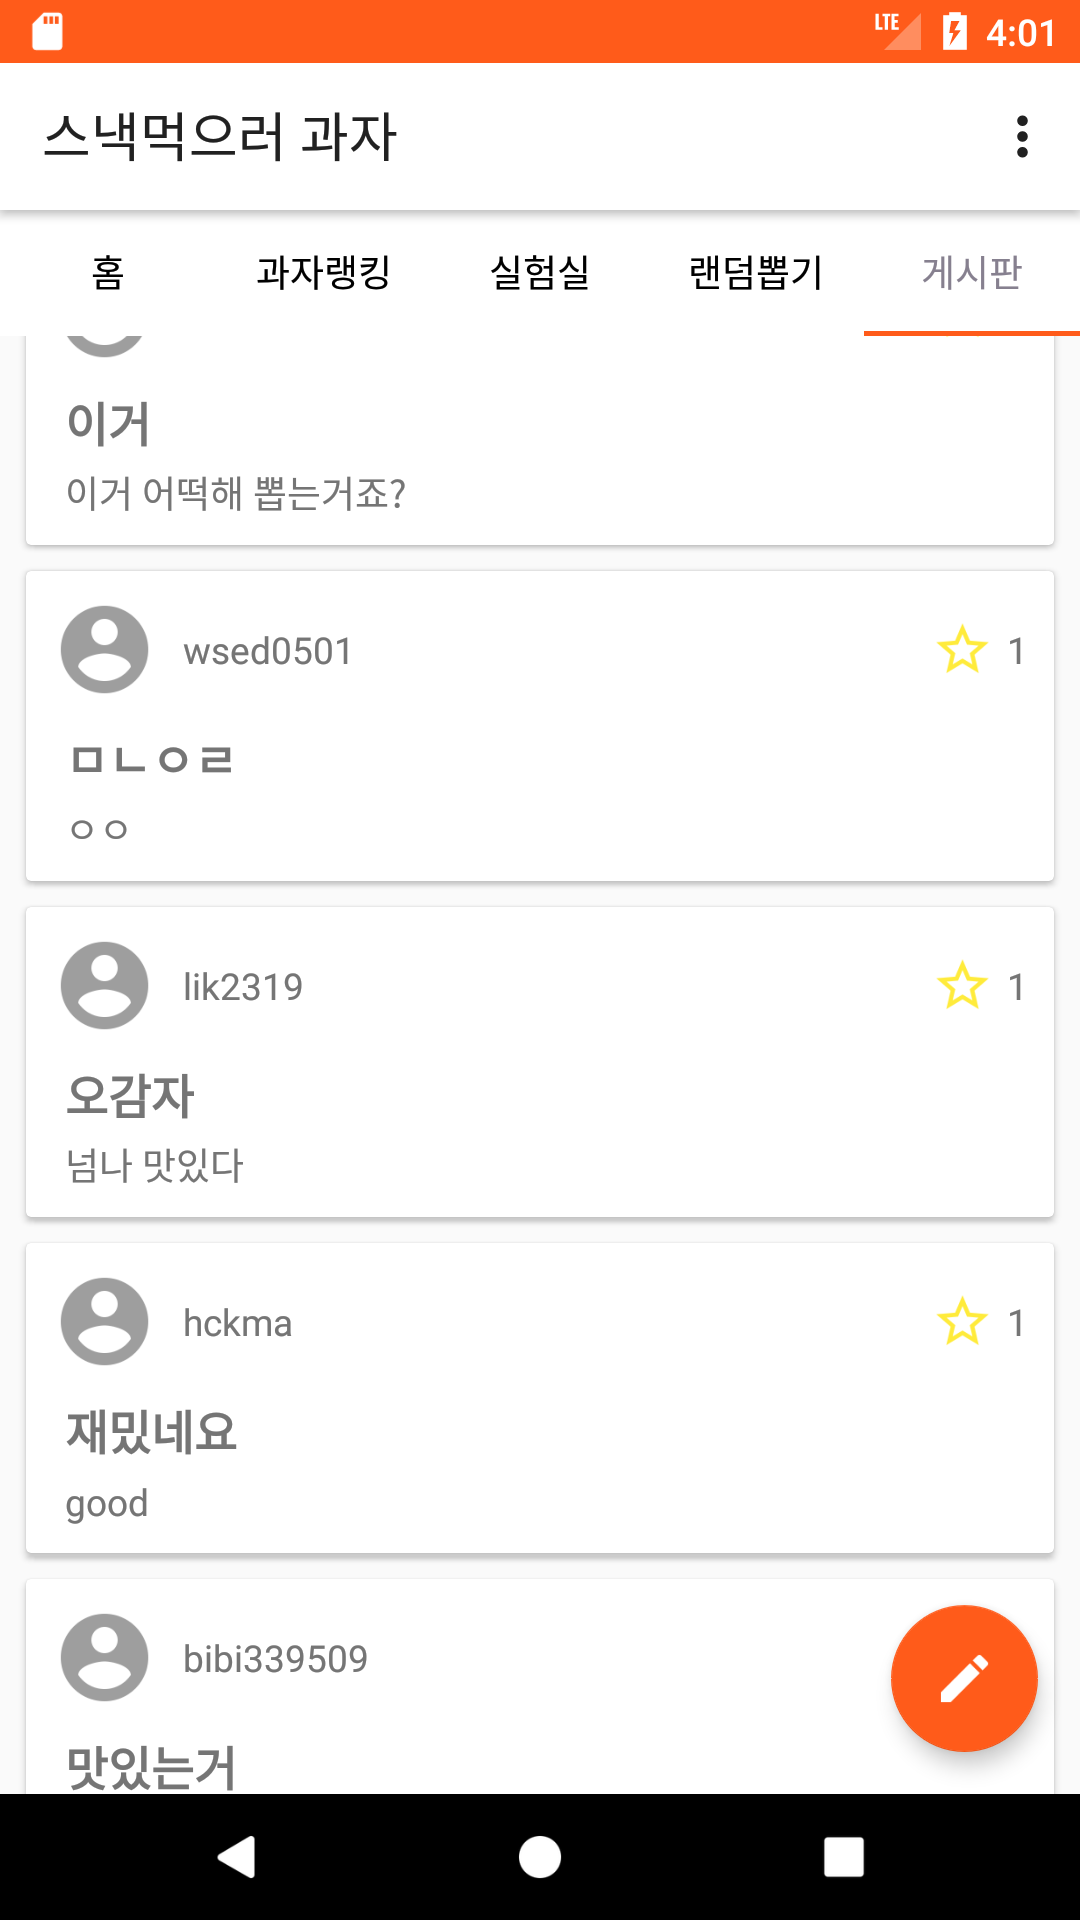 LTE 4:01
스낵먹으러 과자
홈 과자랭킹 실험실 랜덤뽑기 게시판
이거
이거 어떡해 뽑는거죠?
wsed0501 1
ㅁㄴㅇㄹ
ㅇㅇ
lik2319 1
오감자
넘나 맛있다
hckma 1
재밌네요
good
bibi339509
맛있는거